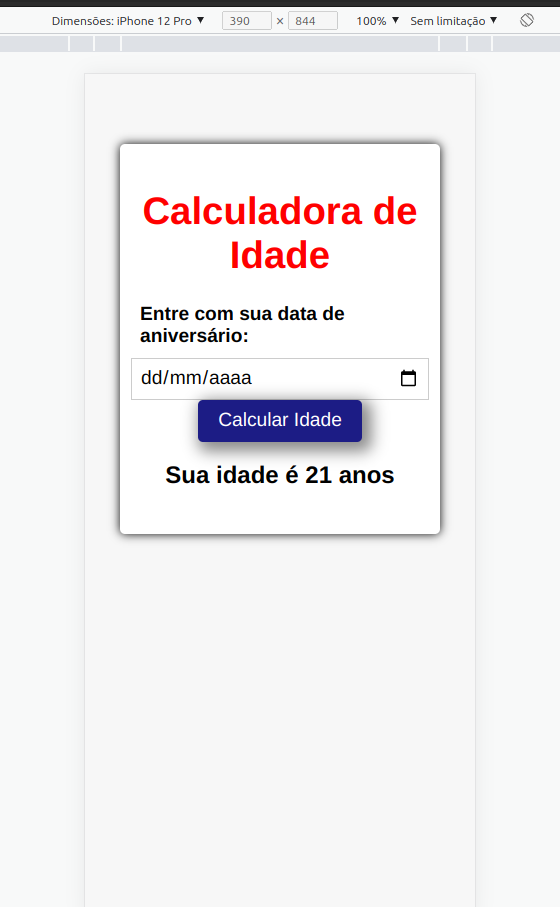 Dimensões: iPhone 12 Pro ▼ 390 × 844 100% ▼ Sem limitação ▼
Calculadora de
Idade
Entre com sua data de
aniversário:
dd/mm/aaaa
Calcular Idade
Sua idade é 21 anos